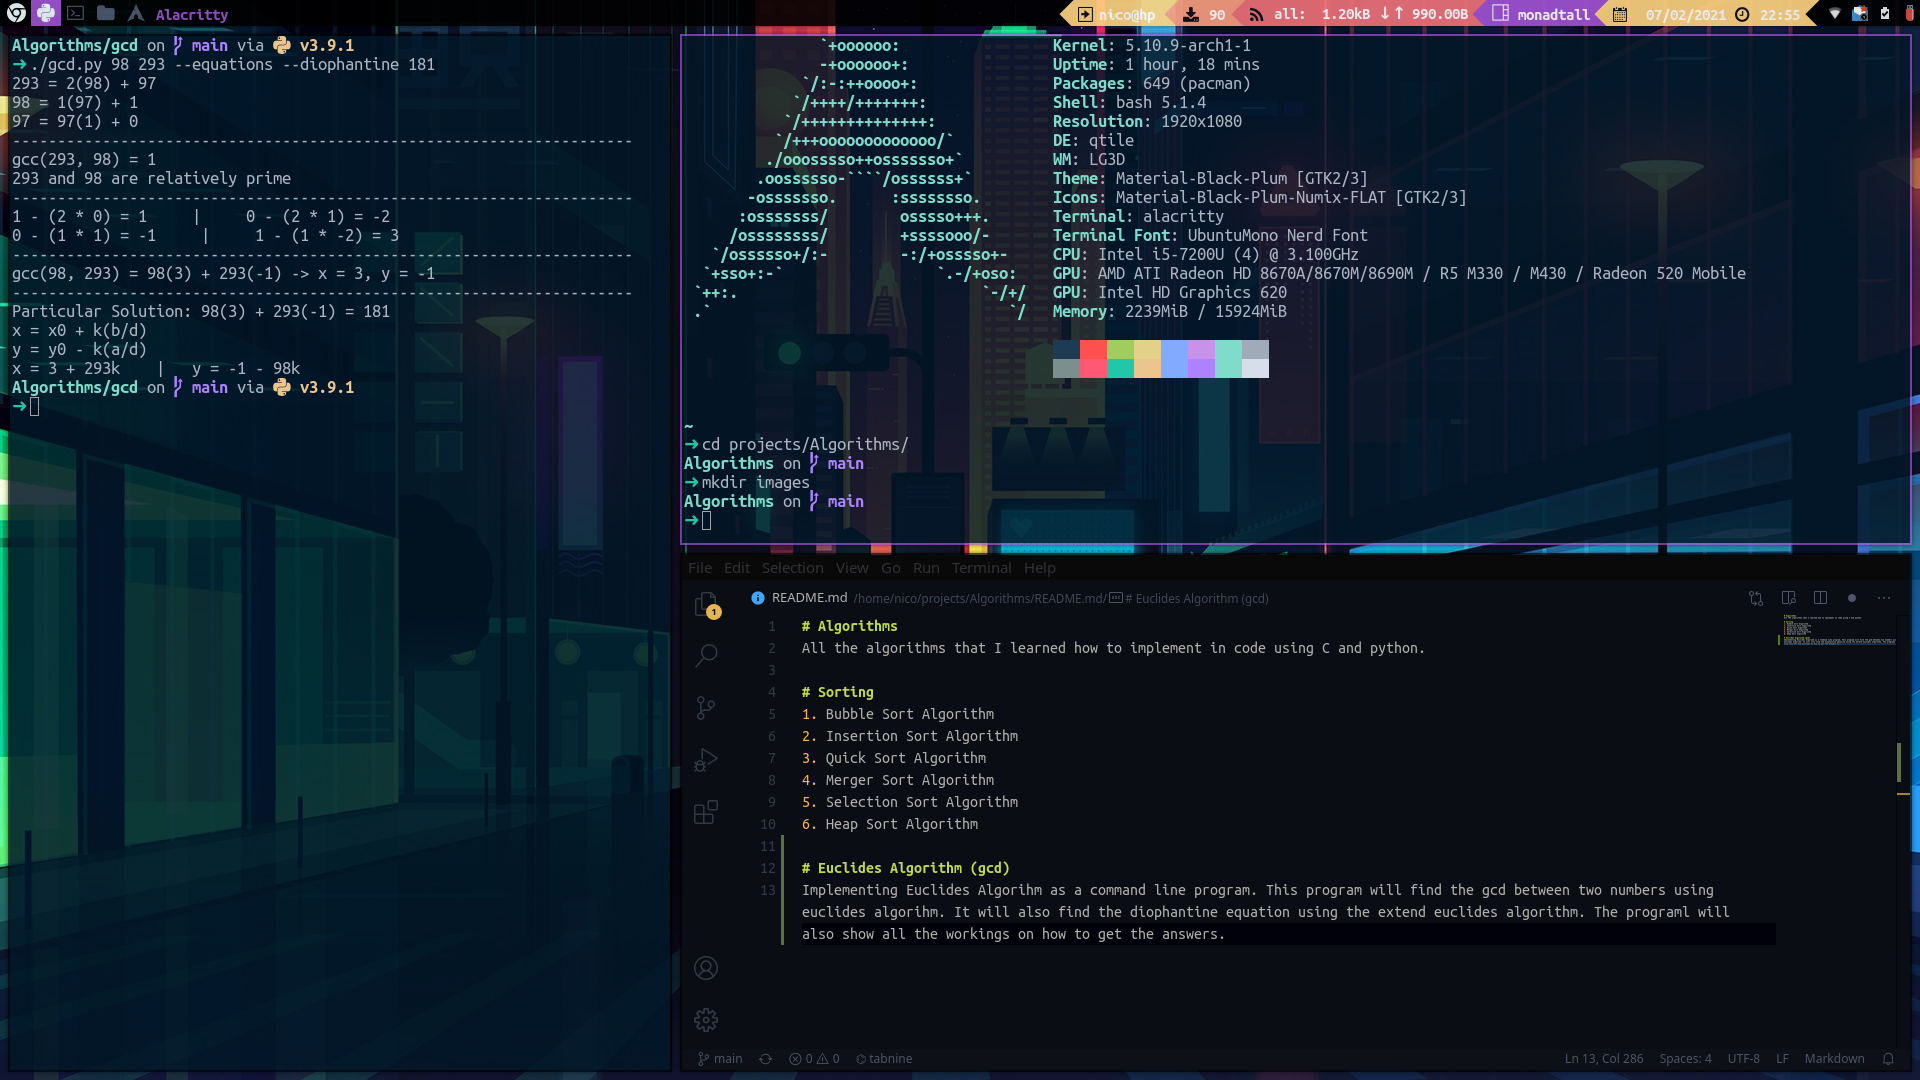 Alacritty
nico@hp 90 all: 1.20kB ↓↑ 990.00B monadtall 07/02/2021 22:55
Algorithms/gcd on main via v3.9.1
➜ ./gcd.py 98 293 --equations --diophantine 181
293 = 2(98) + 97
98 = 1(97) + 1
97 = 97(1) + 0
---------------------------------------------------------------------
gcc(293, 98) = 1
293 and 98 are relatively prime
---------------------------------------------------------------------
1 - (2 * 0) = 1     |     0 - (2 * 1) = -2
0 - (1 * 1) = -1     |     1 - (1 * -2) = 3
---------------------------------------------------------------------
gcc(98, 293) = 98(3) + 293(-1) -> x = 3, y = -1
---------------------------------------------------------------------
Particular Solution: 98(3) + 293(-1) = 181
x = x0 + k(b/d)
y = y0 - k(a/d)
x = 3 + 293k    |   y = -1 - 98k
Algorithms/gcd on main via v3.9.1
➜
Kernel: 5.10.9-arch1-1
Uptime: 1 hour, 18 mins
Packages: 649 (pacman)
Shell: bash 5.1.4
Resolution: 1920x1080
DE: qtile
WM: LG3D
Theme: Material-Black-Plum [GTK2/3]
Icons: Material-Black-Plum-Numix-FLAT [GTK2/3]
Terminal: alacritty
Terminal Font: UbuntuMono Nerd Font
CPU: Intel i5-7200U (4) @ 3.100GHz
GPU: AMD ATI Radeon HD 8670A/8670M/8690M / R5 M330 / M430 / Radeon 520 Mobile
GPU: Intel HD Graphics 620
Memory: 2239MiB / 15924MiB
~
➜ cd projects/Algorithms/
Algorithms on main
➜ mkdir images
Algorithms on main
➜
File Edit Selection View Go Run Terminal Help
1
README.md /home/nico/projects/Algorithms/README.md/ # Euclides Algorithm (gcd)
1 # Algorithms
2 All the algorithms that I learned how to implement in code using C and python.
3
4 # Sorting
5 1. Bubble Sort Algorithm
6 2. Insertion Sort Algorithm
7 3. Quick Sort Algorithm
8 4. Merger Sort Algorithm
9 5. Selection Sort Algorithm
10 6. Heap Sort Algorithm
11
12 # Euclides Algorithm (gcd)
13 Implementing Euclides Algorihm as a command line program. This program will find the gcd between two numbers using
euclides algorihm. It will also find the diophantine equation using the extend euclides algorithm. The programl will
also show all the workings on how to get the answers.
main 0 0 tabnine Ln 13, Col 286 Spaces: 4 UTF-8 LF Markdown